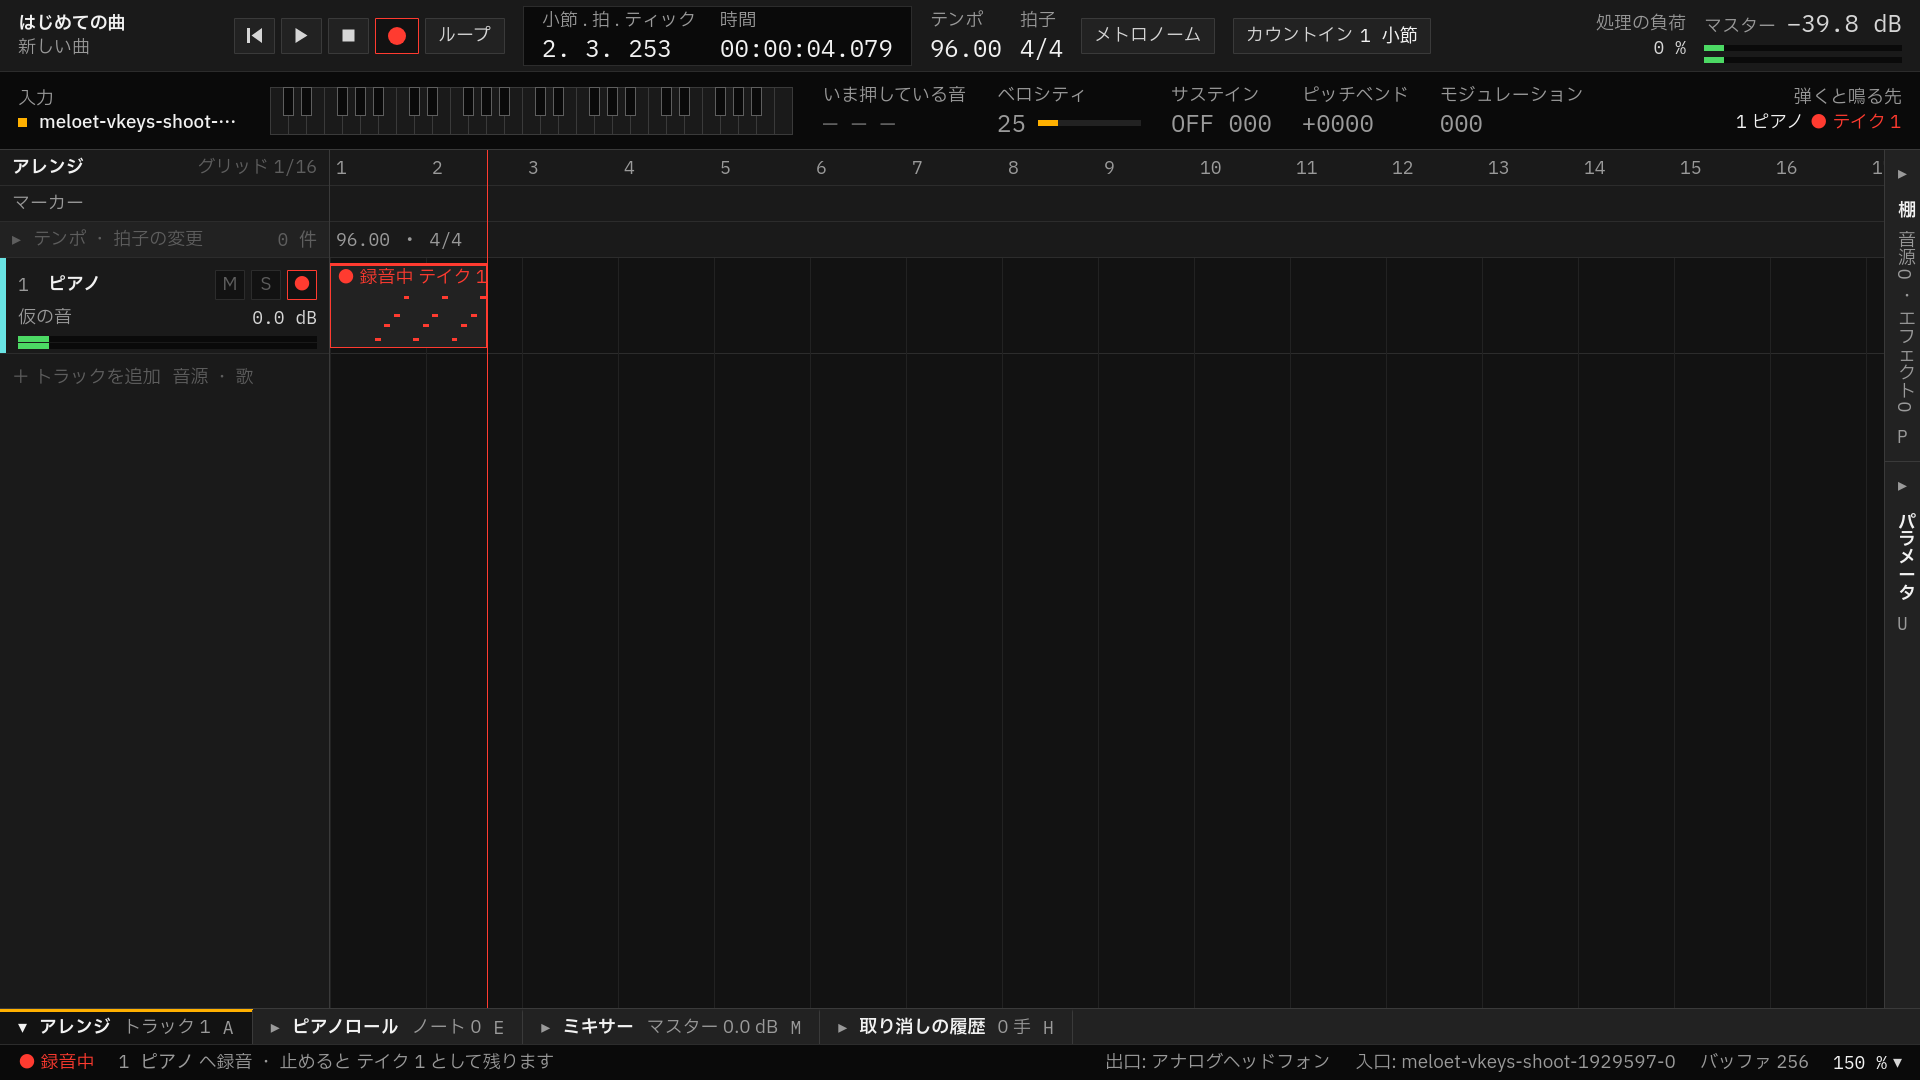 はじめての曲
新しい曲
ループ
小節 . 拍 . ティック 時間
2. 3. 253 00:00:04.079
テンポ 拍子
96.00 4/4
メトロノーム
カウントイン 1 小節
処理の負荷
0 %
マスター −39.8 dB
入力
meloet-vkeys-shoot-…
いま押している音
— — —
ベロシティ
25
サステイン
OFF 000
ピッチベンド
+0000
モジュレーション
000
弾くと鳴る先
1 ピアノ ● テイク 1
アレンジ グリッド 1/16
1 2 3 4 5 6 7 8 9 10 11 12 13 14 15 16 1
マーカー
▶ テンポ · 拍子の変更 0 件
96.00 · 4/4
1 ピアノ M S
仮の音 0.0 dB
● 録音中 テイク 1
+ トラックを追加 音源 · 歌
▶ 棚 音源 0 · エフェクト 0 P
▶ パラメータ U
▼ アレンジ トラック 1 A
▶ ピアノロール ノート 0 E
▶ ミキサー マスター 0.0 dB M
▶ 取り消しの履歴 0 手 H
● 録音中 1 ピアノ へ録音 · 止めると テイク 1 として残ります
出口: アナログヘッドフォン 入口: meloet-vkeys-shoot-1929597-0 バッファ 256 150 % ▼